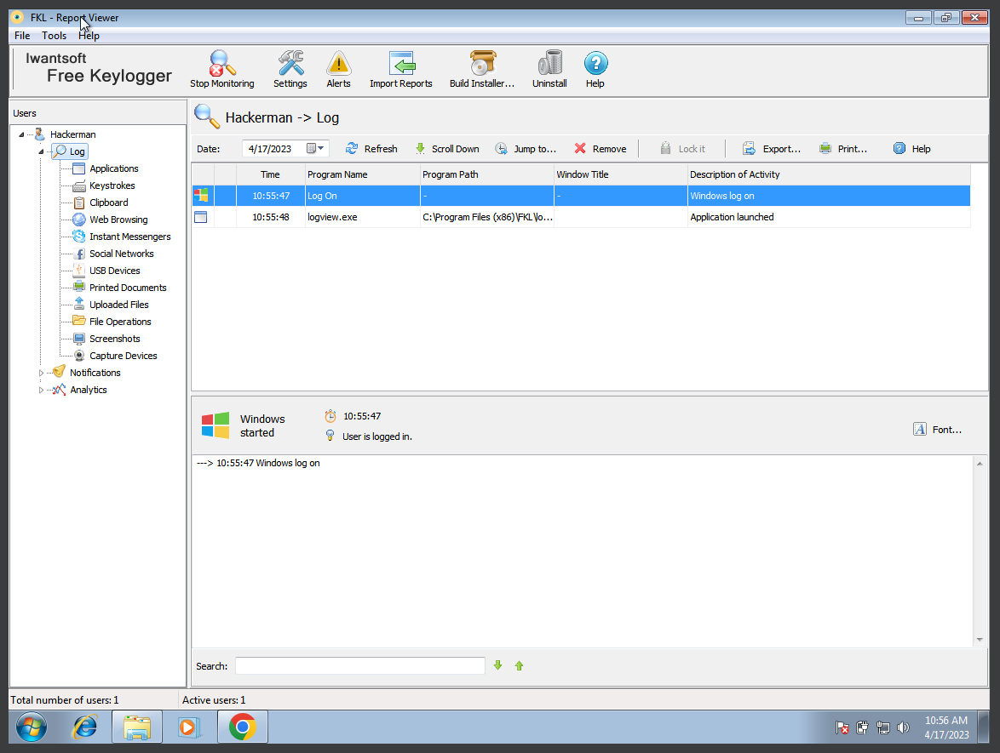 FKL - Report Viewer
File Tools Help
Iwantsoft
Free Keylogger
Stop Monitoring Settings Alerts Import Reports Build Installer... Uninstall Help
Users
Hackerman
Log
Applications
Keystrokes
Clipboard
Web Browsing
Instant Messengers
Social Networks
USB Devices
Printed Documents
Uploaded Files
File Operations
Screenshots
Capture Devices
Notifications
Analytics
Hackerman -> Log
Date: 4/17/2023 Refresh Scroll Down Jump to... Remove Lock it Export... Print... Help
Time Program Name Program Path Window Title Description of Activity
10:55:47 Log On - - Windows log on
10:55:48 logview.exe C:\Program Files (x86)\FKL\lo... Application launched
Windows
started
10:55:47
User is logged in.
Font...
---> 10:55:47 Windows log on
Search:
Total number of users: 1 Active users: 1
10:56 AM
4/17/2023